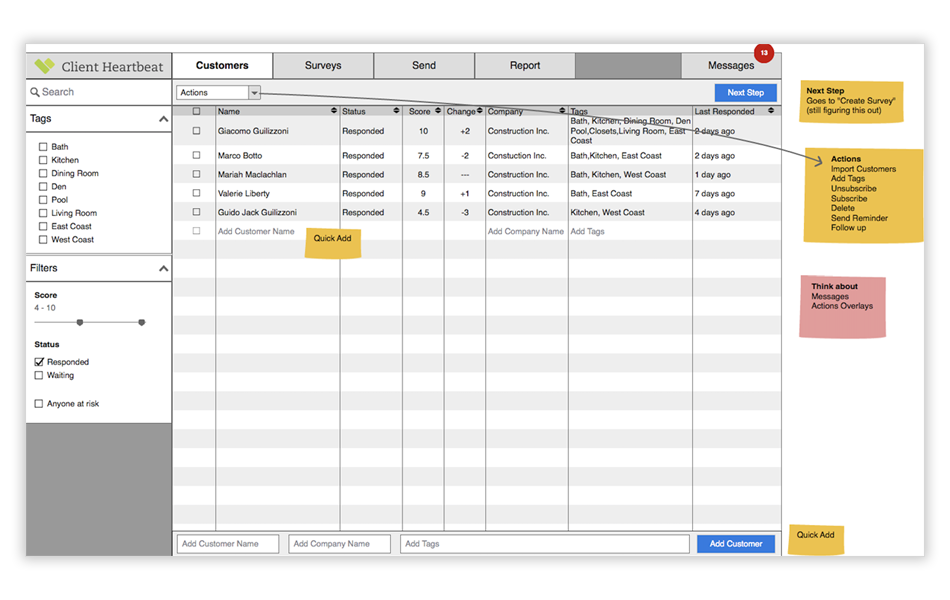 Client Heartbeat
Customers
Surveys
Send
Report
Messages
13
Search
Actions
Next Step
Tags
Bath
Kitchen
Dining Room
Den
Pool
Living Room
East Coast
West Coast
Filters
Score
4 - 10
Status
Responded
Waiting
Anyone at risk
Name Status Score Change Company Tags Last Responded
Giacomo Guilizzoni Responded 10 +2 Construction Inc. Bath, Kitchen, Dining Room, Den 2 days ago
Pool,Closets,Living Room, East
Coast
Marco Botto Responded 7.5 -2 Constuction Inc. Bath,Kitchen, East Coast 2 days ago
Mariah Maclachlan Responded 8.5 --- Construction Inc. Bath, Kitchen, West Coast 1 day ago
Valerie Liberty Responded 9 +1 Construction Inc. Bath, East Coast 7 days ago
Guido Jack Guilizzoni Responded 4.5 -3 Construction Inc. Kitchen, West Coast 4 days ago
Add Customer Name Add Company Name Add Tags
Quick Add
Add Customer Name
Add Company Name
Add Tags
Add Customer
Next Step
Goes to "Create Survey"
(still figuring this out)
Actions
Import Customers
Add Tags
Unsubscribe
Subscribe
Delete
Send Reminder
Follow up
Think about
Messages
Actions Overlays
Quick Add